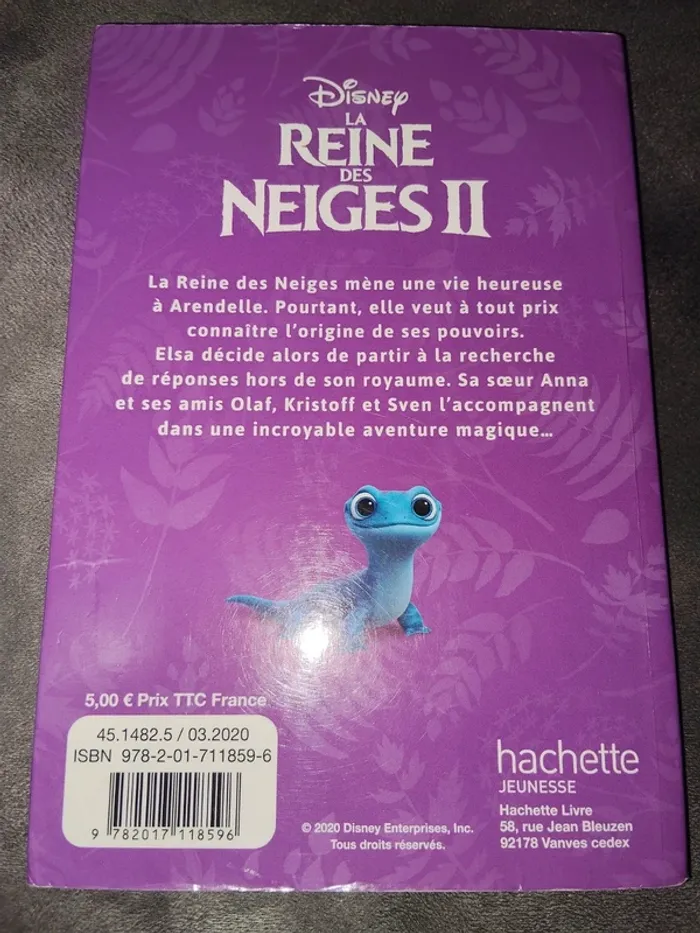 Disney
LA
REINE
DES
NEIGES II
La Reine des Neiges mène une vie heureuse
à Arendelle. Pourtant, elle veut à tout prix
connaître l'origine de ses pouvoirs.
Elsa décide alors de partir à la recherche
de réponses hors de son royaume. Sa sœur Anna
et ses amis Olaf, Kristoff et Sven l'accompagnent
dans une incroyable aventure magique...
5,00 € Prix TTC France
45.1482.5 / 03.2020
ISBN 978-2-01-711859-6
9 782017 118596
© 2020 Disney Enterprises, Inc.
Tous droits réservés.
hachette
JEUNESSE
Hachette Livre
58, rue Jean Bleuzen
92178 Vanves cedex